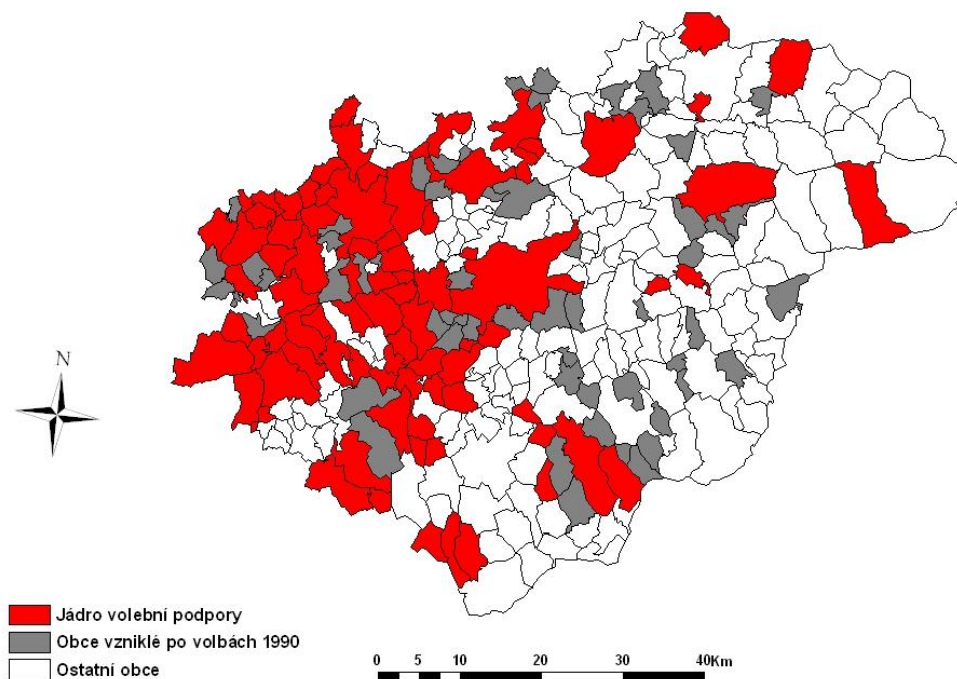 N
Jádro volební podpory
Obce vzniklé po volbách 1990
Ostatní obce
0 5 10 20 30 40Km